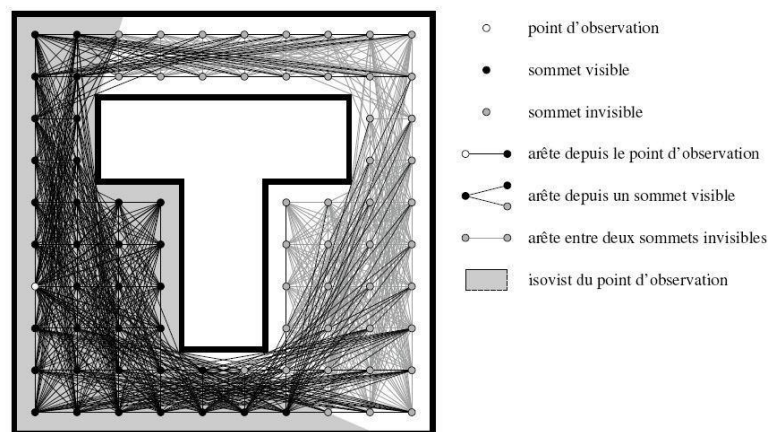 point d'observation
sommet visible
sommet invisible
arête depuis le point d'observation
arête depuis un sommet visible
arête entre deux sommets invisibles
isovist du point d'observation